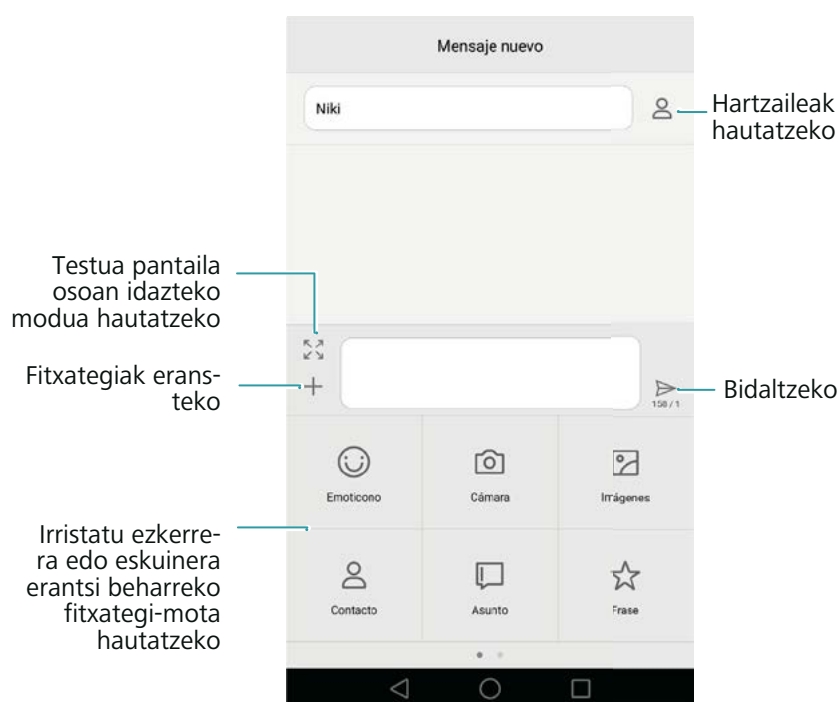 Mensaje nuevo
Niki
Hartzaileak
hautatzeko
Testua pantaila
osoan idazteko
modua hautatzeko
Fitxategiak erans-
teko
Bidaltzeko
158 / 1
Emoticono
Cámara
Imágenes
Irristatu ezkerre-
ra edo eskuinera
erantsi beharreko
fitxategi-mota
hautatzeko
Contacto
Asunto
Frase